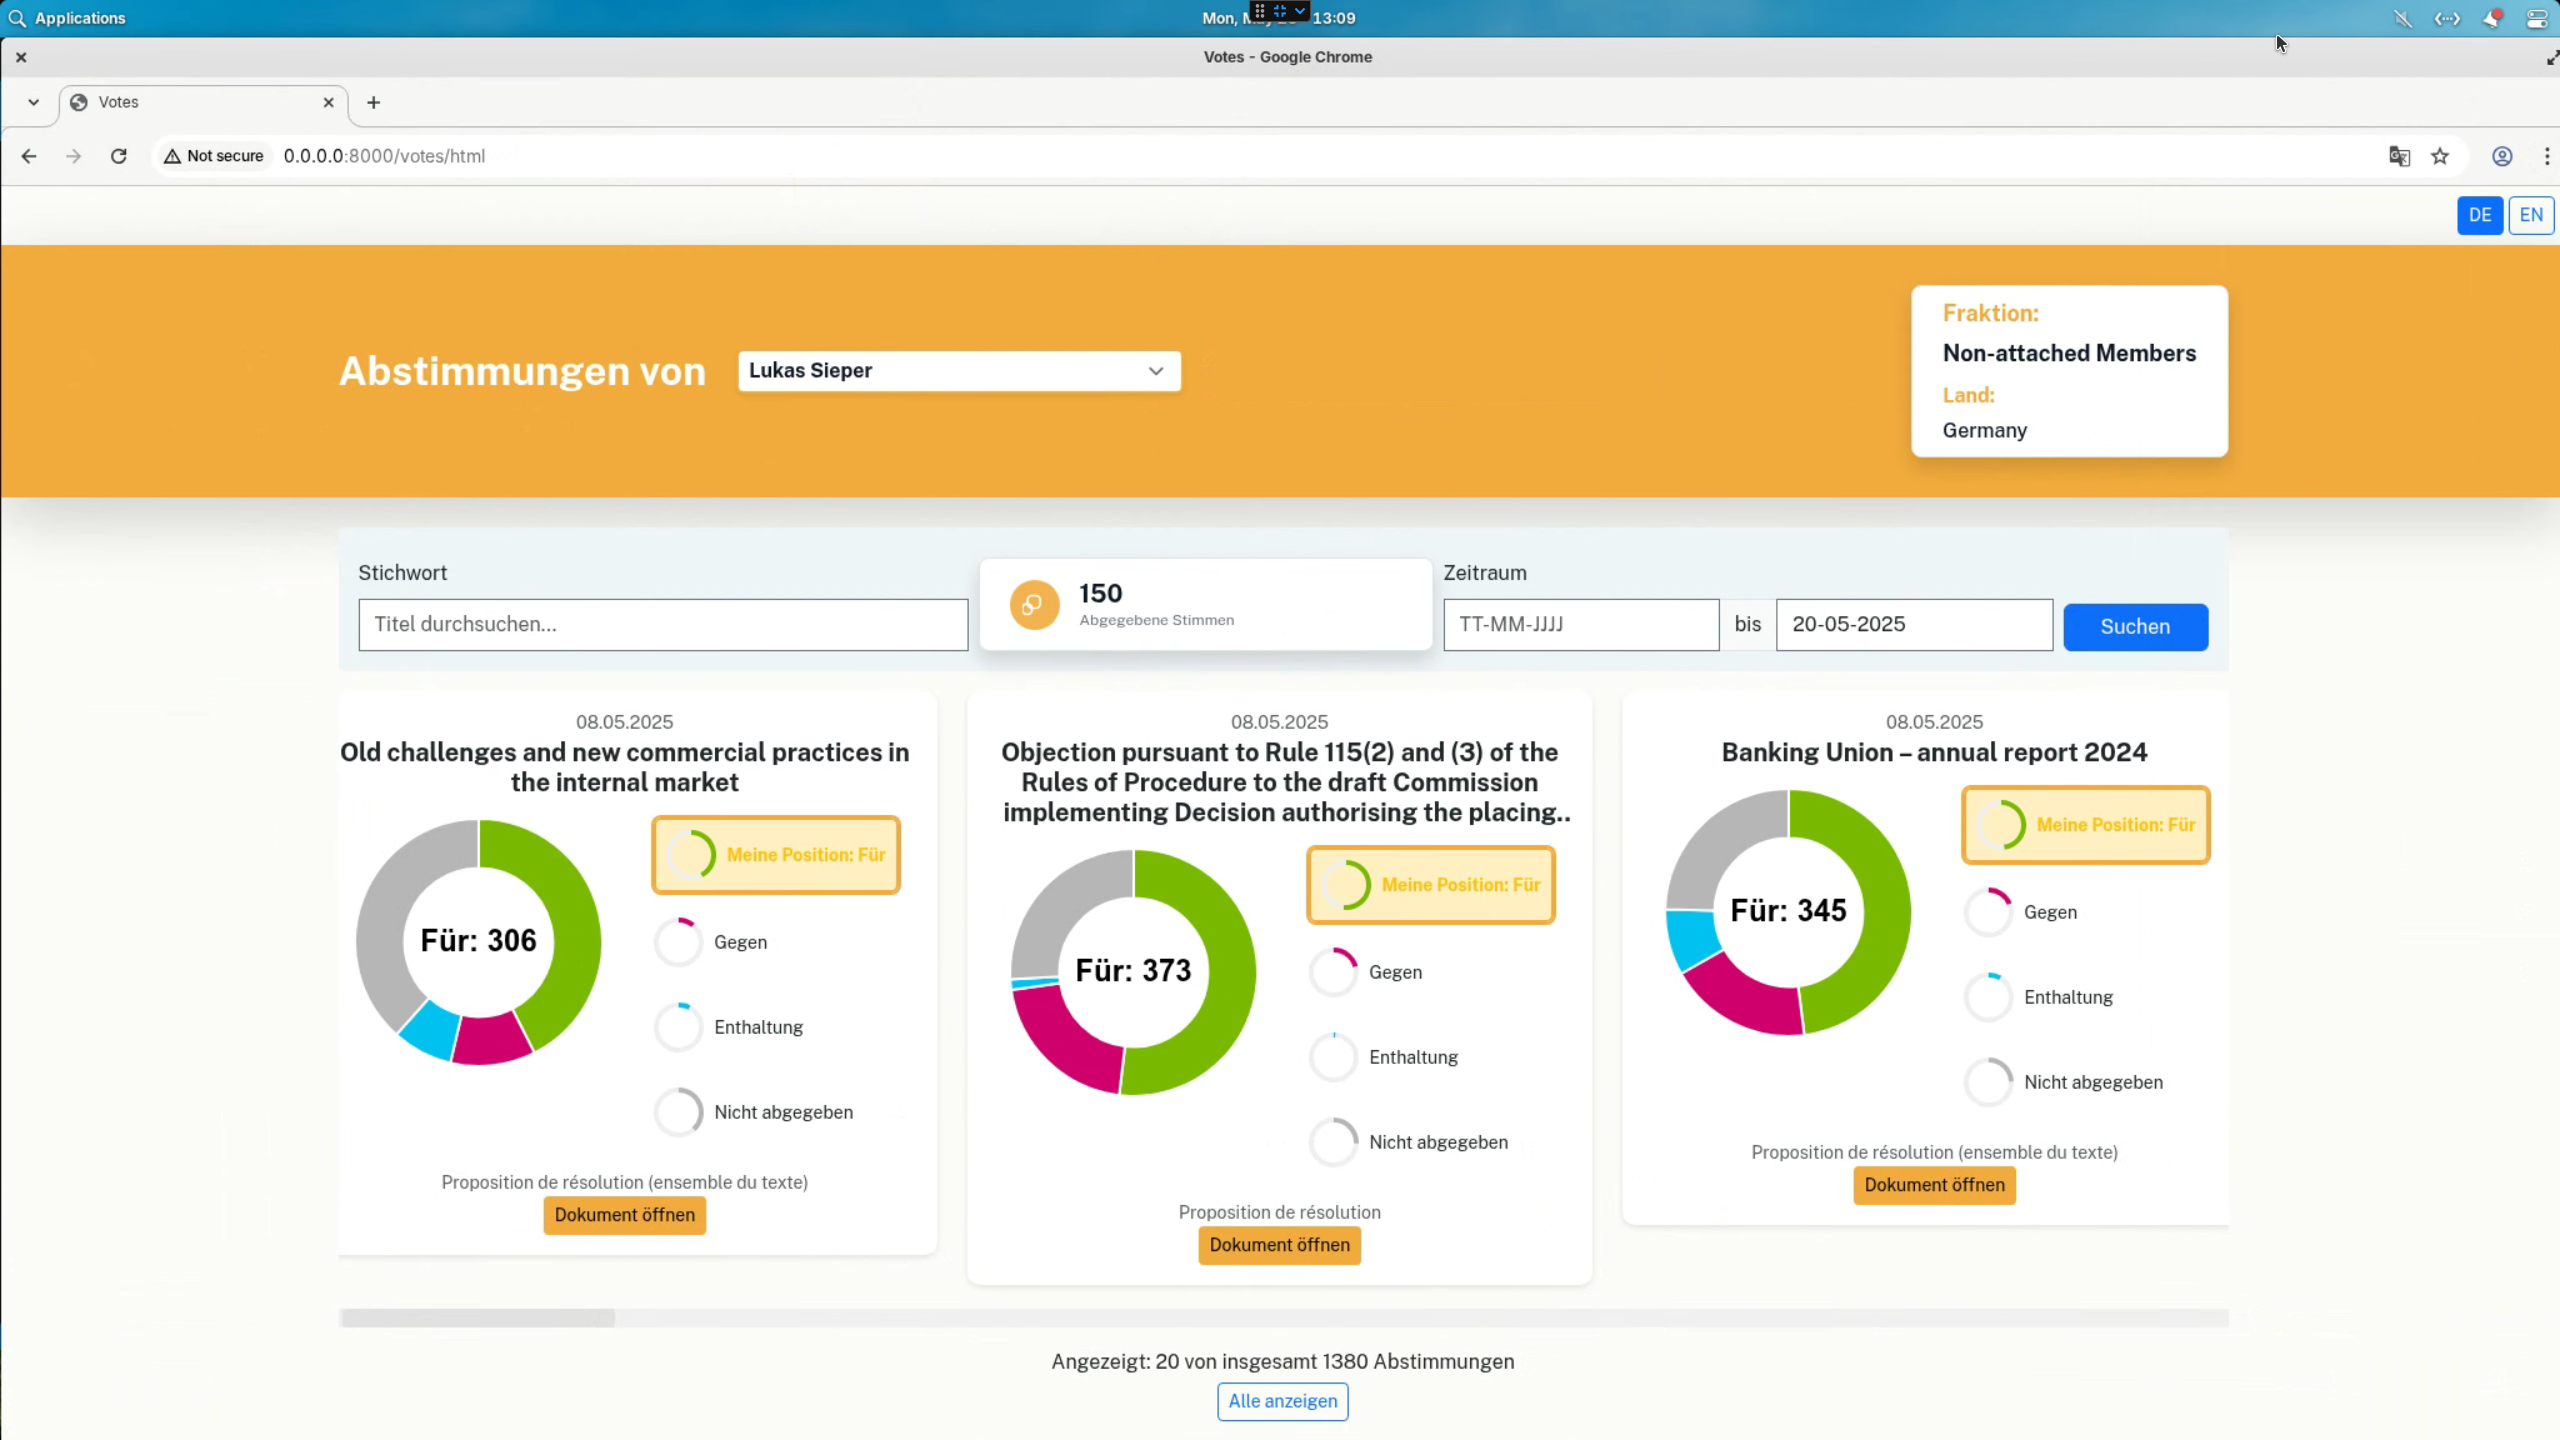 Applications
Mon, M
13:09
Votes - Google Chrome
Votes
Not secure
0.0.0.0:8000/votes/html
DE
EN
Abstimmungen von
Lukas Sieper
Fraktion:
Non-attached Members
Land:
Germany
Stichwort
Titel durchsuchen...
150
Abgegebene Stimmen
Zeitraum
TT-MM-JJJJ
bis
20-05-2025
Suchen
08.05.2025
Old challenges and new commercial practices in
the internal market
Für: 306
Meine Position: Für
Gegen
Enthaltung
Nicht abgegeben
Proposition de résolution (ensemble du texte)
Dokument öffnen
08.05.2025
Objection pursuant to Rule 115(2) and (3) of the
Rules of Procedure to the draft Commission
implementing Decision authorising the placing..
Für: 373
Meine Position: Für
Gegen
Enthaltung
Nicht abgegeben
Proposition de résolution
Dokument öffnen
08.05.2025
Banking Union – annual report 2024
Für: 345
Meine Position: Für
Gegen
Enthaltung
Nicht abgegeben
Proposition de résolution (ensemble du texte)
Dokument öffnen
Angezeigt: 20 von insgesamt 1380 Abstimmungen
Alle anzeigen